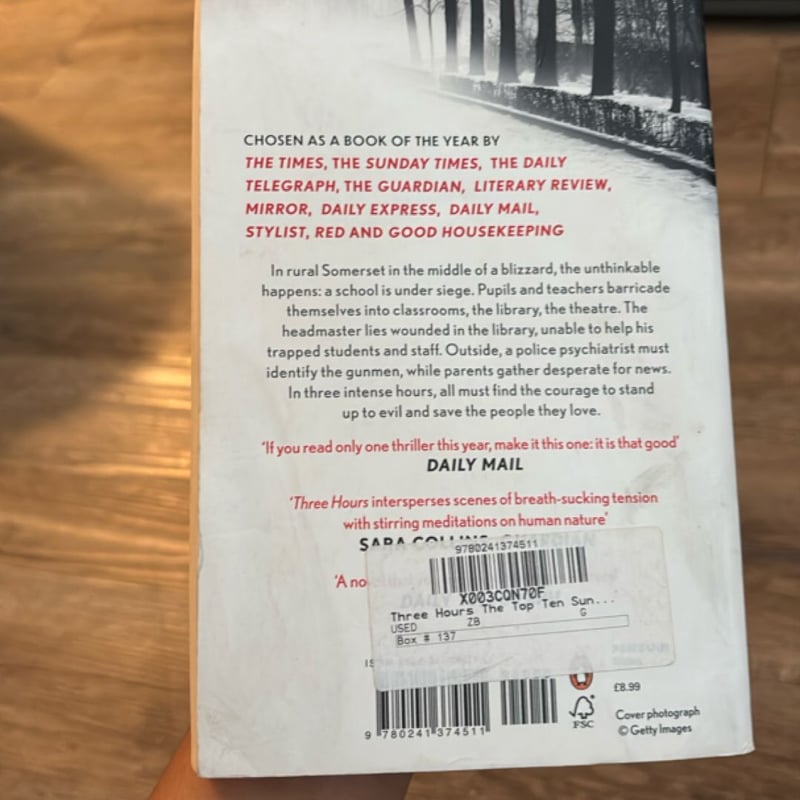 CHOSEN AS A BOOK OF THE YEAR BY
THE TIMES, THE SUNDAY TIMES, THE DAILY
TELEGRAPH, THE GUARDIAN, LITERARY REVIEW,
MIRROR, DAILY EXPRESS, DAILY MAIL,
STYLIST, RED AND GOOD HOUSEKEEPING
In rural Somerset in the middle of a blizzard, the unthinkable
happens: a school is under siege. Pupils and teachers barricade
themselves into classrooms, the library, the theatre. The
headmaster lies wounded in the library, unable to help his
trapped students and staff. Outside, a police psychiatrist must
identify the gunmen, while parents gather desperate for news.
In three intense hours, all must find the courage to stand
up to evil and save the people they love.
'If you read only one thriller this year, make it this one: it is that good'
DAILY MAIL
'Three Hours intersperses scenes of breath-sucking tension
with stirring meditations on human nature'
SARA COLLINS, GUARDIAN
'A no
9780241374511
X003CQN70F
Three Hours The Top Ten Sun...
USED ZB G
Box # 137
IS
£8.99
FSC
Cover photograph
© Getty Images
9 780241 374511